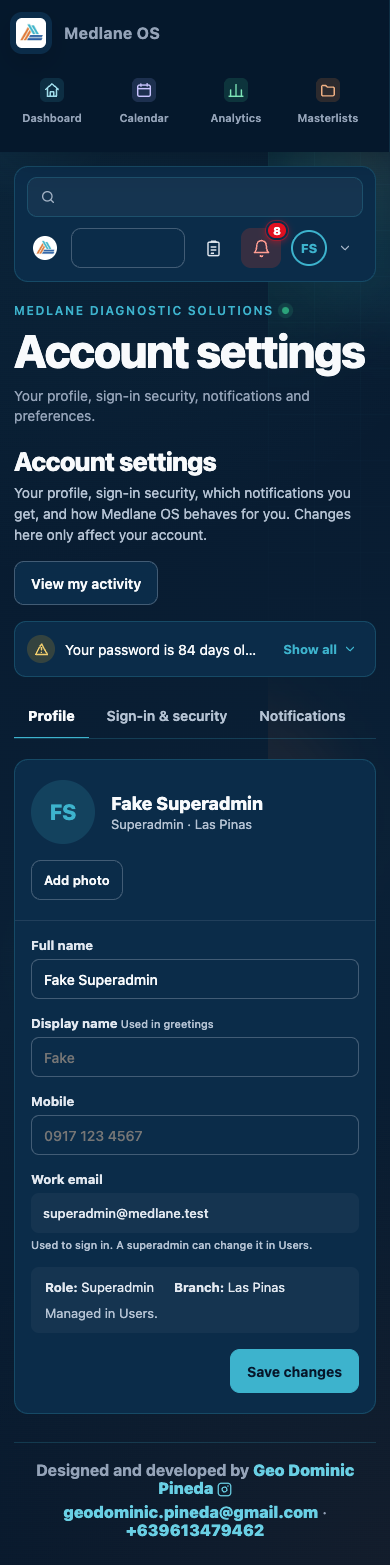 Medlane OS
Dashboard
Calendar
Analytics
Masterlists
8
FS
MEDLANE DIAGNOSTIC SOLUTIONS
Account settings
Your profile, sign-in security, notifications and
preferences.
Account settings
Your profile, sign-in security, which notifications you
get, and how Medlane OS behaves for you. Changes
here only affect your account.
View my activity
Your password is 84 days ol...
Show all
Profile
Sign-in & security
Notifications
FS
Fake Superadmin
Superadmin · Las Pinas
Add photo
Full name
Fake Superadmin
Display name Used in greetings
Fake
Mobile
0917 123 4567
Work email
superadmin@medlane.test
Used to sign in. A superadmin can change it in Users.
Role: Superadmin Branch: Las Pinas
Managed in Users.
Save changes
Designed and developed by Geo Dominic
Pineda
geodominic.pineda@gmail.com ·
+639613479462